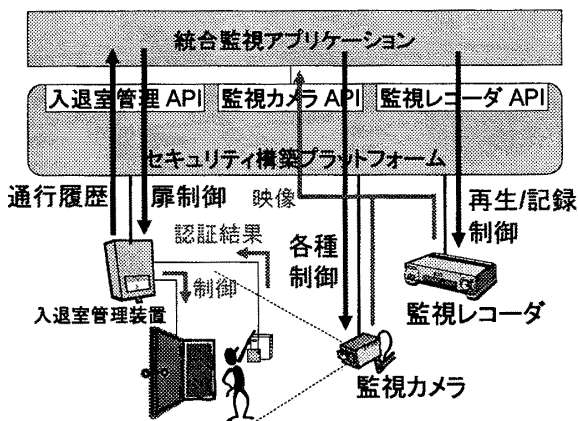 統合監視アプリケーション
入退室管理 API
監視カメラ API
監視レコーダ API
セキュリティ構築プラットフォーム
通行履歴
扉制御
映像
再生/記録
制御
認証結果
各種
制御
制御
入退室管理装置
監視レコーダ
監視カメラ